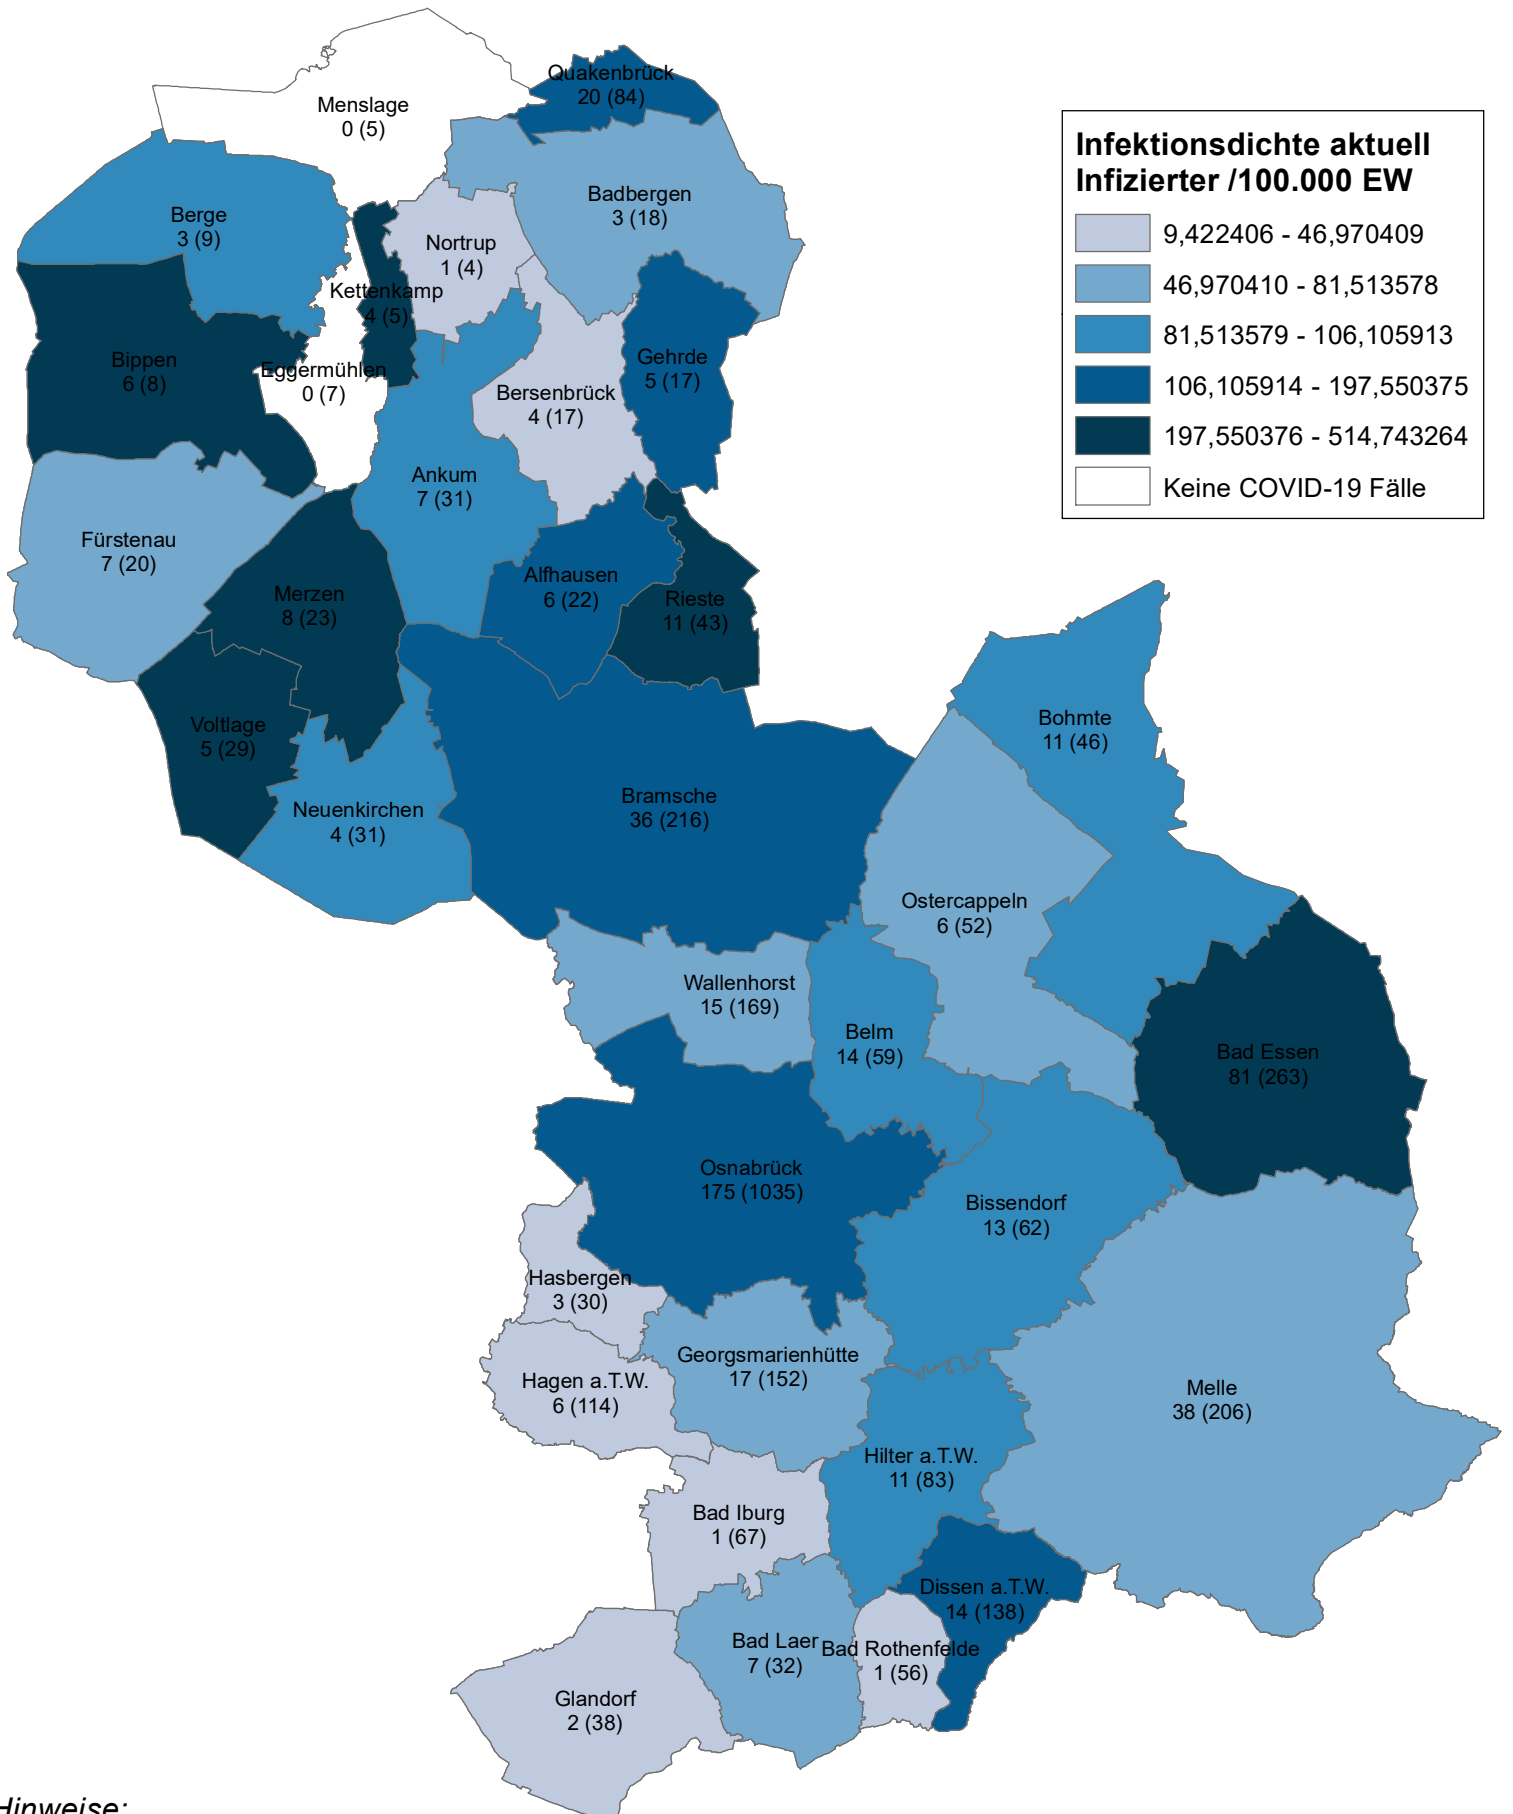 Quakenbrück
20 (84)
Menslage
0 (5)
Infektionsdichte aktuell
Infizierter /100.000 EW
9,422406 - 46,970409
46,970410 - 81,513578
81,513579 - 106,105913
106,105914 - 197,550375
197,550376 - 514,743264
Keine COVID-19 Fälle
Badbergen
3 (18)
Berge
3 (9)
Nortrup
1 (4)
Kettenkamp
4 (5)
Bippen
6 (8)
Eggermühlen
0 (7)
Gehrde
5 (17)
Bersenbrück
4 (17)
Ankum
7 (31)
Fürstenau
7 (20)
Alfhausen
6 (22)
Merzen
8 (23)
Rieste
11 (43)
Voltlage
5 (29)
Bohmte
11 (46)
Neuenkirchen
4 (31)
Bramsche
36 (216)
Ostercappeln
6 (52)
Wallenhorst
15 (169)
Belm
14 (59)
Bad Essen
81 (263)
Osnabrück
175 (1035)
Bissendorf
13 (62)
Hasbergen
3 (30)
Georgsmarienhütte
17 (152)
Hagen a.T.W.
6 (114)
Melle
38 (206)
Hilter a.T.W.
11 (83)
Bad Iburg
1 (67)
Dissen a.T.W.
14 (138)
Bad Laer
7 (32)
Bad Rothenfelde
1 (56)
Glandorf
2 (38)
Hinweise: